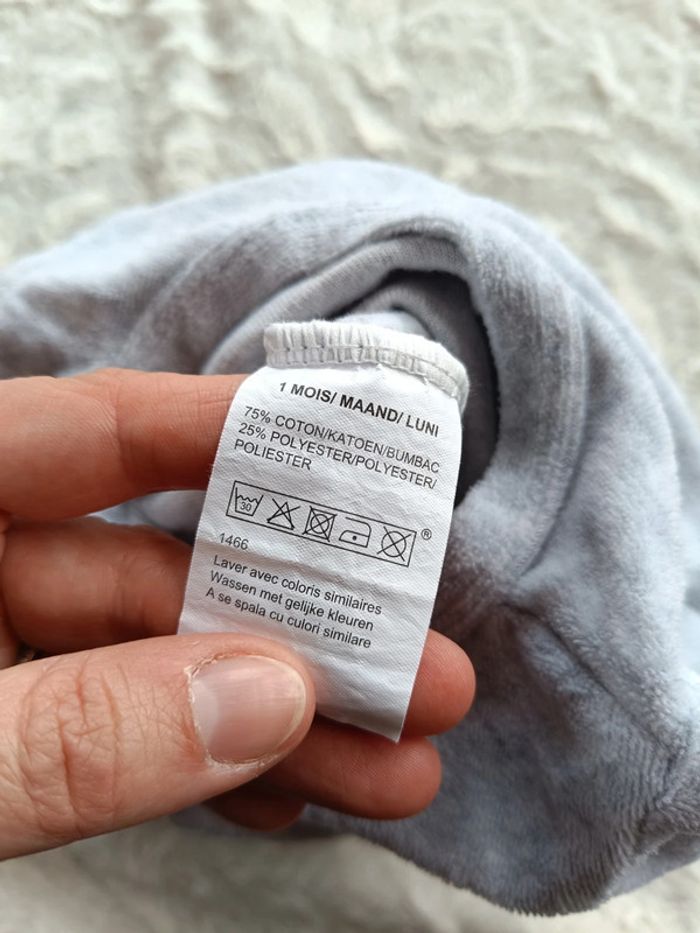 1 MOIS/ MAAND/ LUNI
75% COTON/KATOEN/BUMBAC
25% POLYESTER/POLYESTER/
POLIESTER
30
®
1466
Laver avec coloris similaires
Wassen met gelijke kleuren
A se spala cu culori similare